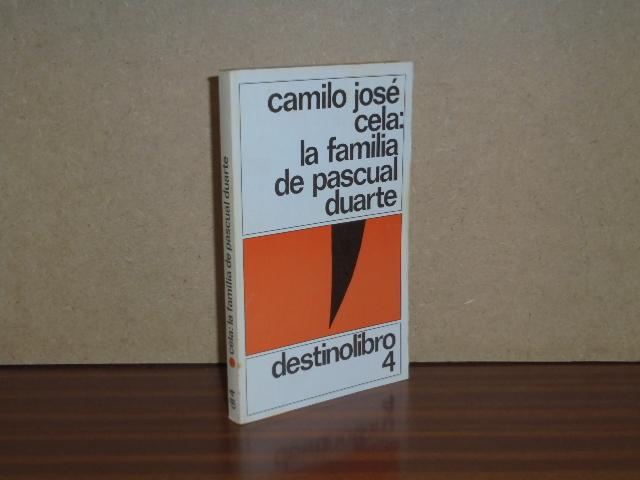 camilo josé
cela:
la familia
de pascual
duarte
destinolibro
4
cela: la familia de pascual duarte